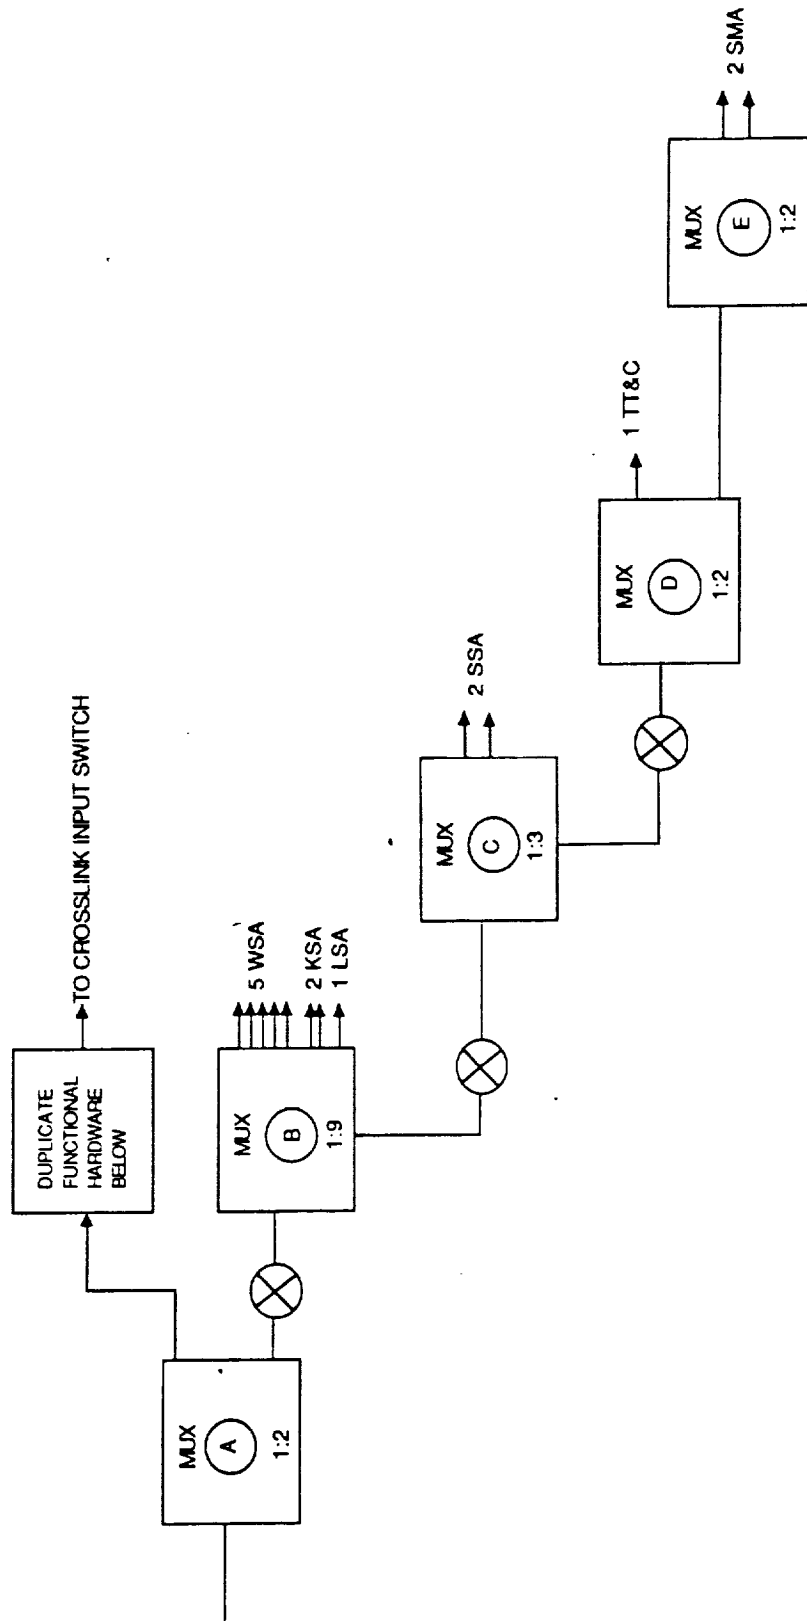 DUPLICATE
FUNCTIONAL
HARDWARE
BELOW
TO CROSSLINK INPUT SWITCH
MUX
A
1:2
MUX
B
1:9
5 WSA
2 KSA
1 LSA
MUX
C
1:3
2 SSA
MUX
D
1:2
1 TT&C
MUX
E
1:2
2 SMA